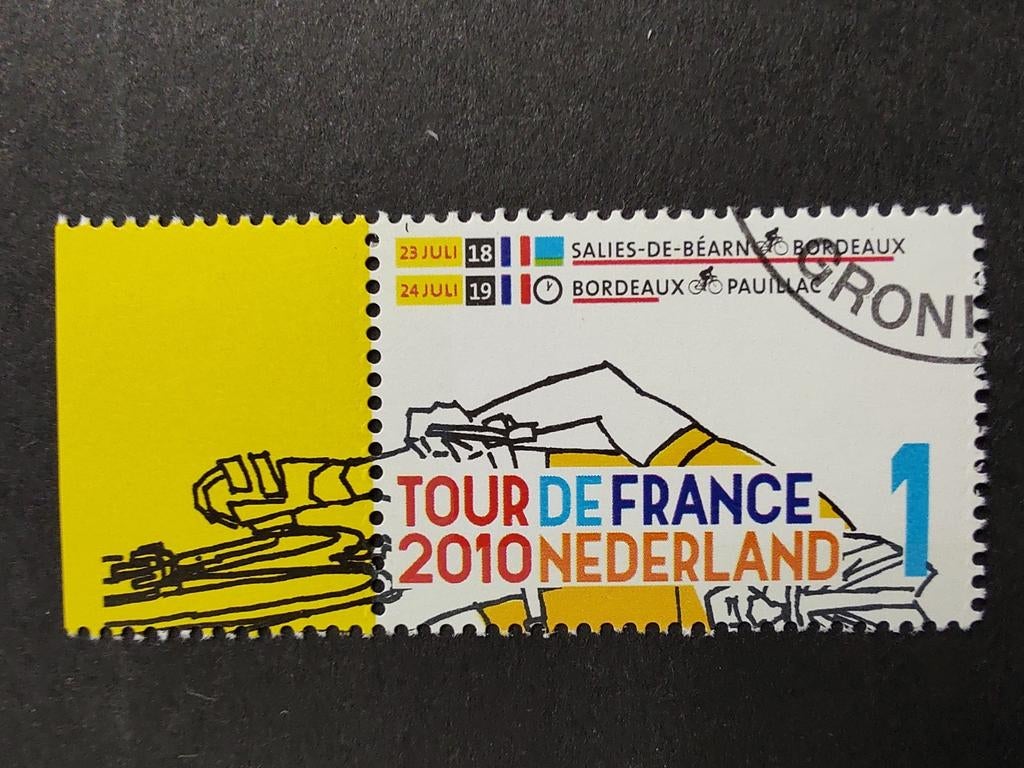 23 JULI 18 SALIES-DE-BÉARN BORDEAUX
24 JULI 19 BORDEAUX PAUILLAC
GRONI
TOUR DE FRANCE
2010 NEDERLAND
1